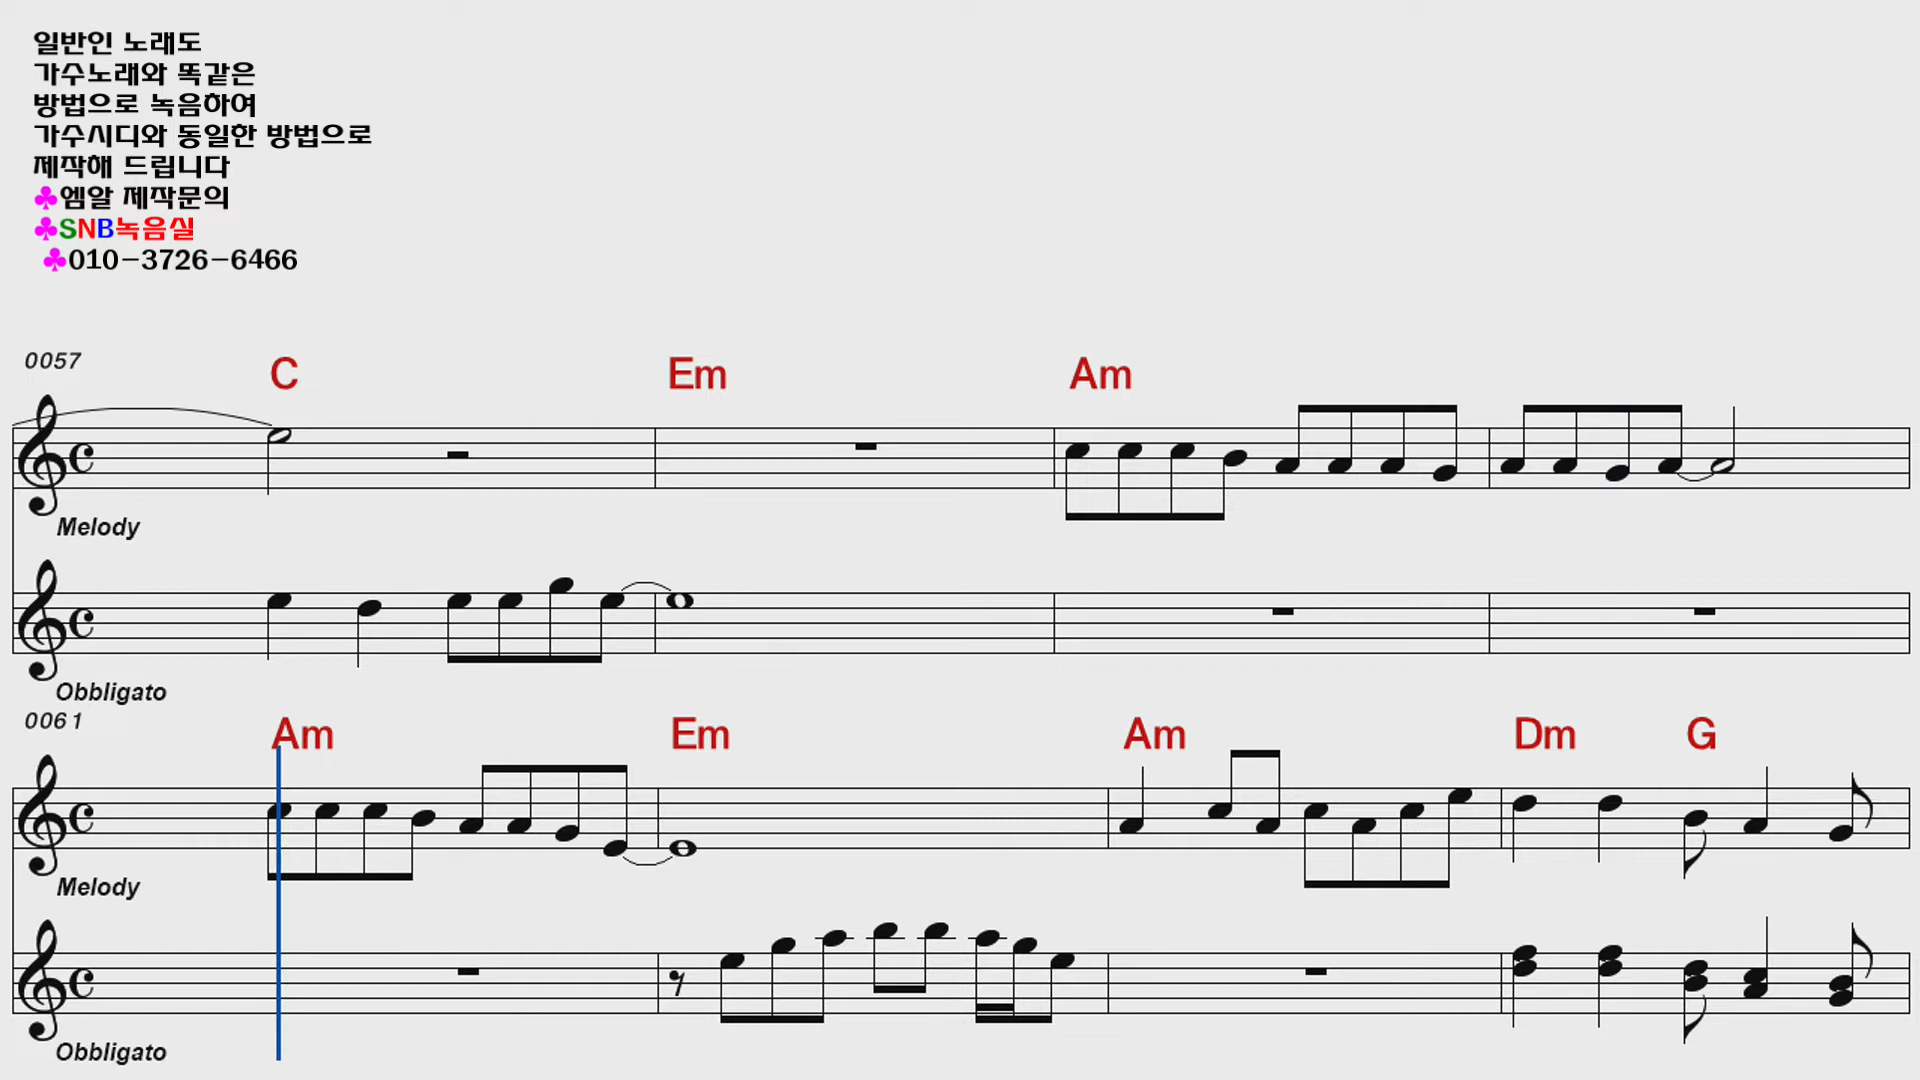 일반인 노래도
가수노래와 똑같은
방법으로 녹음하여
가수시디와 동일한 방법으로
제작해 드립니다
♣엠알 제작문의
♣SNB녹음실
♣010-3726-6466
0057
C Em Am
Melody
Obbligato
0061
Am Em Am Dm G
Melody
Obbligato